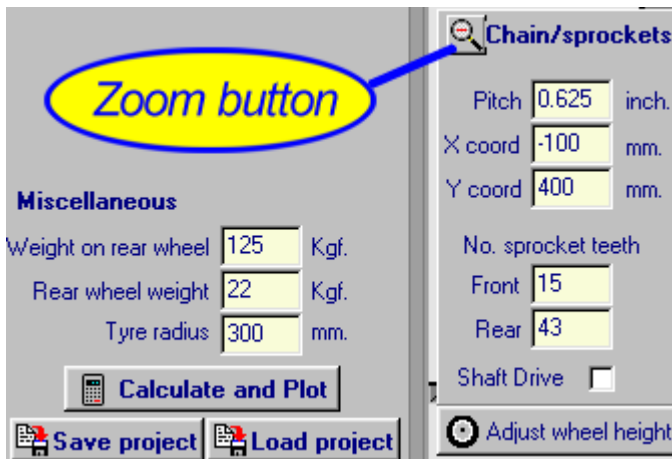 Zoom button
Miscellaneous
Weight on rear wheel 125 Kgf.
Rear wheel weight 22 Kgf.
Tyre radius 300 mm.
Calculate and Plot
Save project Load project
Chain/sprockets
Pitch 0.625 inch.
X coord -100 mm.
Y coord 400 mm.
No. sprocket teeth
Front 15
Rear 43
Shaft Drive
Adjust wheel height